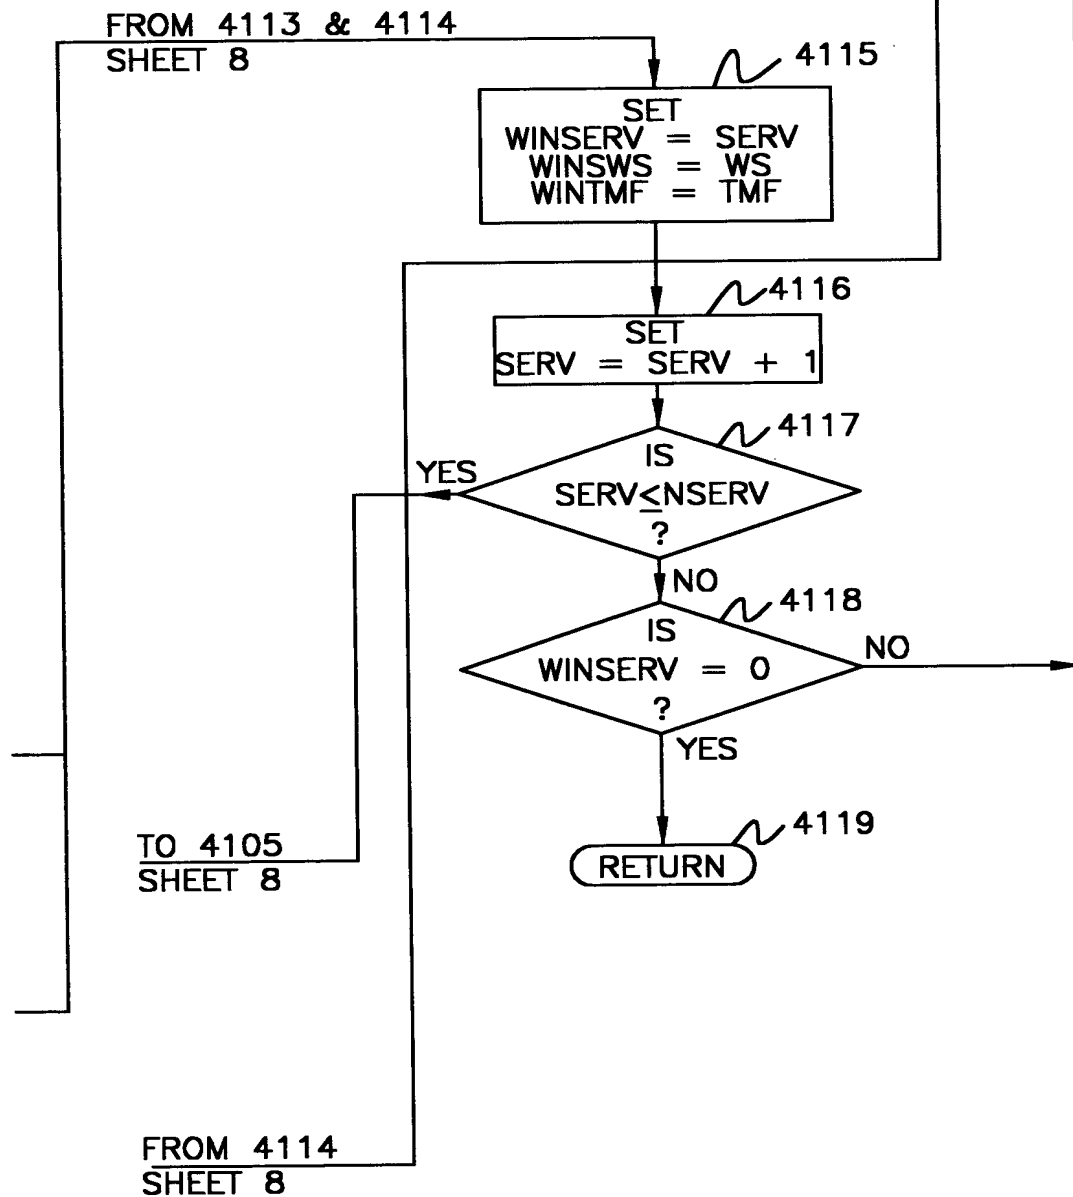 FROM 4113 & 4114
SHEET 8
4115
SET
WINSERV = SERV
WINSWS = WS
WINTMF = TMF
4116
SET
SERV = SERV + 1
4117
IS
SERV≤NSERV
?
YES
NO
4118
IS
WINSERV = 0
?
NO
YES
4119
RETURN
TO 4105
SHEET 8
FROM 4114
SHEET 8